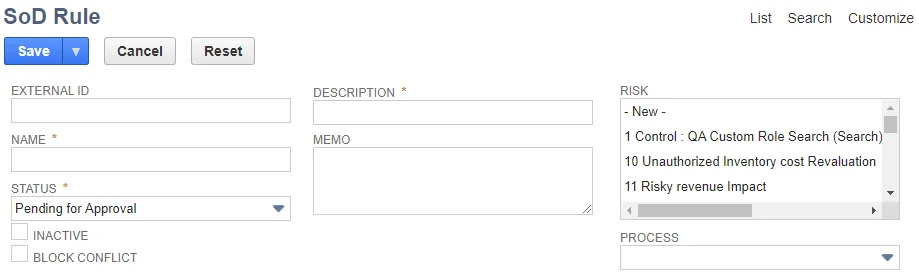 SoD Rule
List Search Customize
Save Cancel Reset
EXTERNAL ID
NAME *
STATUS *
Pending for Approval
INACTIVE
BLOCK CONFLICT
DESCRIPTION *
MEMO
RISK
- New -
1 Control : QA Custom Role Search (Search)
10 Unauthorized Inventory cost Revaluation
11 Risky revenue Impact
PROCESS